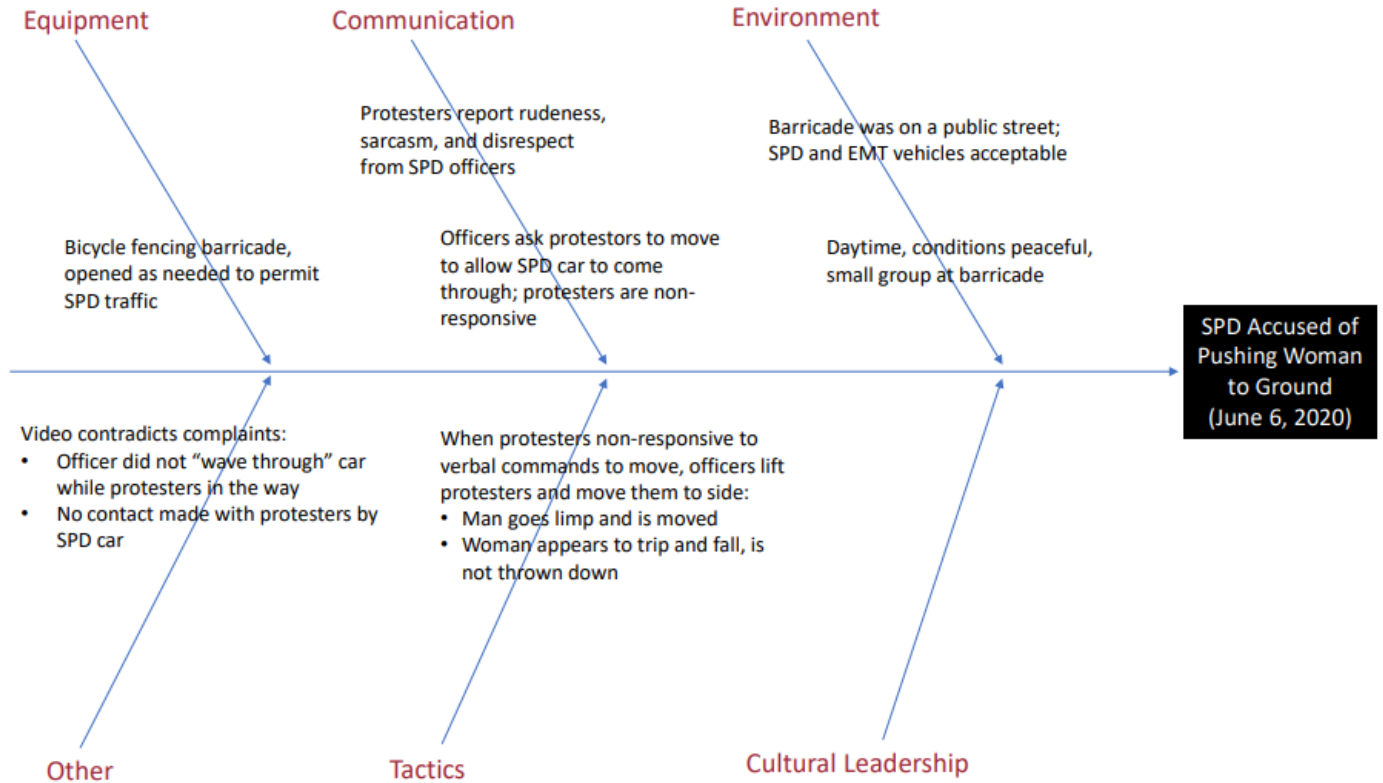 Equipment
Communication
Environment
Protesters report rudeness,
sarcasm, and disrespect
from SPD officers
Barricade was on a public street;
SPD and EMT vehicles acceptable
Bicycle fencing barricade,
opened as needed to permit
SPD traffic
Officers ask protestors to move
to allow SPD car to come
through; protesters are non-
responsive
Daytime, conditions peaceful,
small group at barricade
SPD Accused of
Pushing Woman
to Ground
(June 6, 2020)
Video contradicts complaints:
• Officer did not “wave through” car
while protesters in the way
• No contact made with protesters by
SPD car
When protesters non-responsive to
verbal commands to move, officers lift
protesters and move them to side:
• Man goes limp and is moved
• Woman appears to trip and fall, is
not thrown down
Other
Tactics
Cultural Leadership